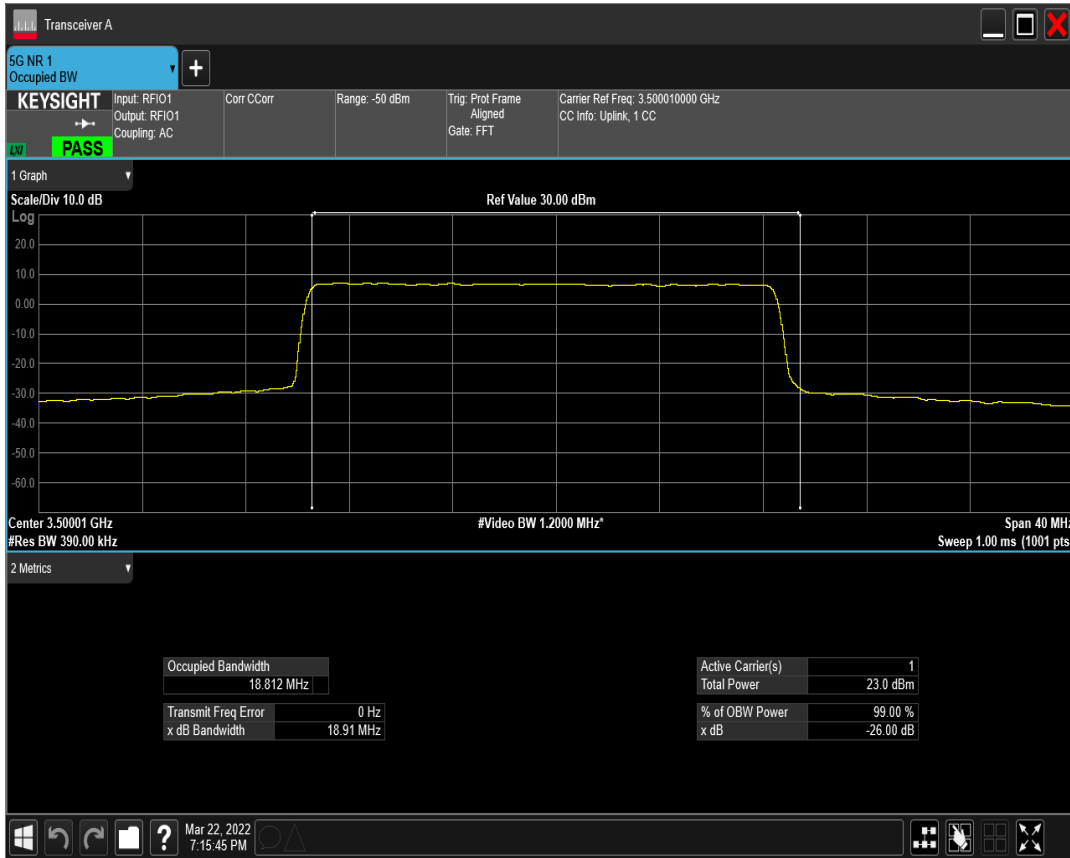 Transceiver A
5G NR 1
Occupied BW
KEYSIGHT
Input: RFIO1
Output: RFIO1
Coupling: AC
Corr CCorr
Range: -50 dBm
Trig: Prot Frame
Aligned
Gate: FFT
Carrier Ref Freq: 3.500010000 GHz
CC Info: Uplink, 1 CC
LXI
PASS
1 Graph
Scale/Div 10.0 dB
Ref Value 30.00 dBm
Log
20.0
10.0
0.00
-10.0
-20.0
-30.0
-40.0
-50.0
-60.0
Center 3.50001 GHz
#Video BW 1.2000 MHz*
Span 40 MHz
#Res BW 390.00 kHz
Sweep 1.00 ms (1001 pts
2 Metrics
Occupied Bandwidth
18.812 MHz
Transmit Freq Error 0 Hz
x dB Bandwidth 18.91 MHz
Active Carrier(s) 1
Total Power 23.0 dBm
% of OBW Power 99.00 %
x dB -26.00 dB
?
Mar 22, 2022
7:15:45 PM